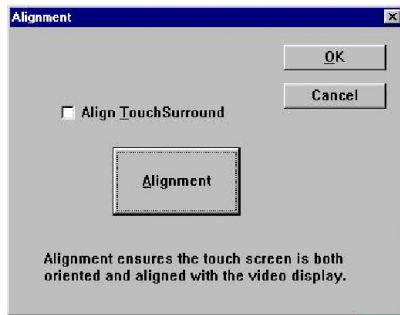 Alignment
OK
Cancel
Align TouchSurround
Alignment
Alignment ensures the touch screen is both
oriented and aligned with the video display.